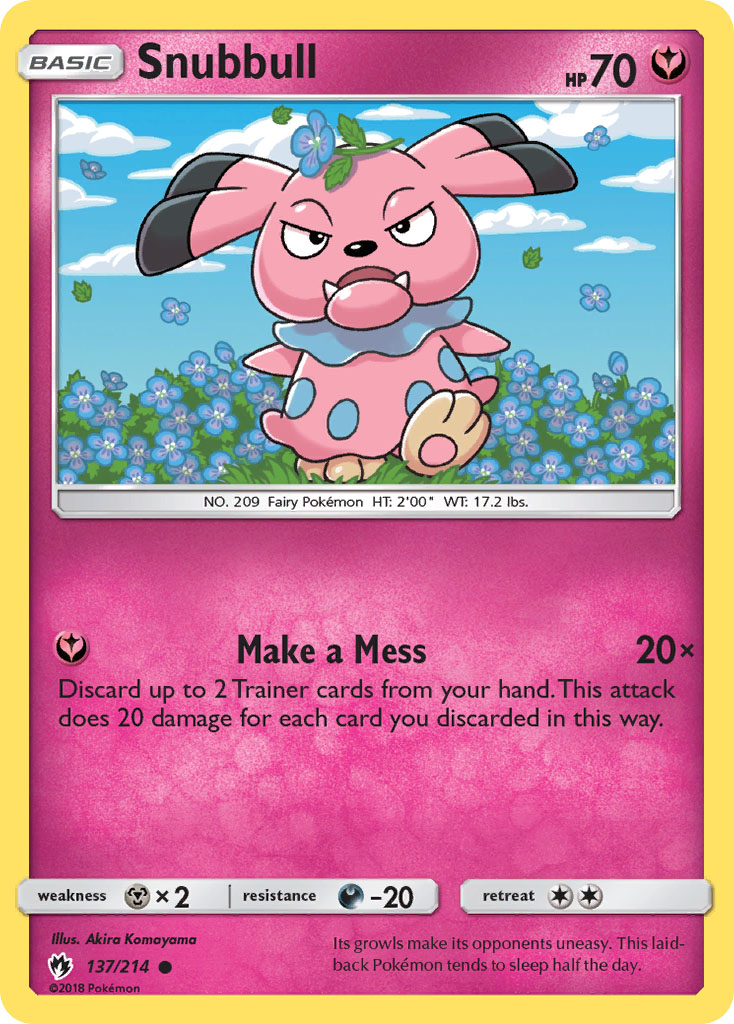 BASIC
Snubbull
HP70
NO. 209 Fairy Pokémon HT: 2'00" WT: 17.2 lbs.
Make a Mess 20×
Discard up to 2 Trainer cards from your hand. This attack
does 20 damage for each card you discarded in this way.
weakness ×2 resistance -20 retreat
Illus. Akira Komayama
137/214
©2018 Pokémon
Its growls make its opponents uneasy. This laid-
back Pokémon tends to sleep half the day.